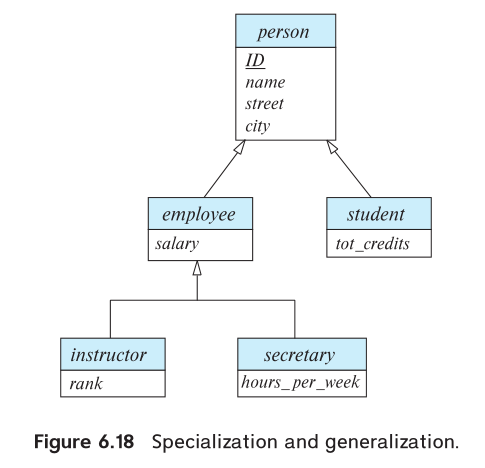 person
ID
name
street
city
employee
salary
student
tot_credits
instructor
rank
secretary
hours_per_week
Figure 6.18 Specialization and generalization.